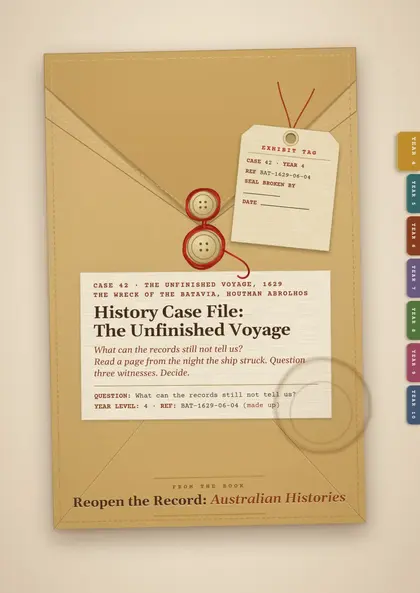 EXHIBIT TAG
CASE 42 · YEAR 4
REF BAT-1629-06-04
SEAL BROKEN BY
DATE
CASE 42 · THE UNFINISHED VOYAGE, 1629
THE WRECK OF THE BATAVIA, HOUTMAN ABROLHOS
History Case File:
The Unfinished Voyage
What can the records still not tell us?
Read a page from the night the ship struck. Question
three witnesses. Decide.
QUESTION: What can the records still not tell us?
YEAR LEVEL: 4 · REF: BAT-1629-06-04 (made up)
FROM THE BOOK
Reopen the Record: Australian Histories
YEAR 4
YEAR 5
YEAR 6
YEAR 7
YEAR 8
YEAR 9
YEAR 10